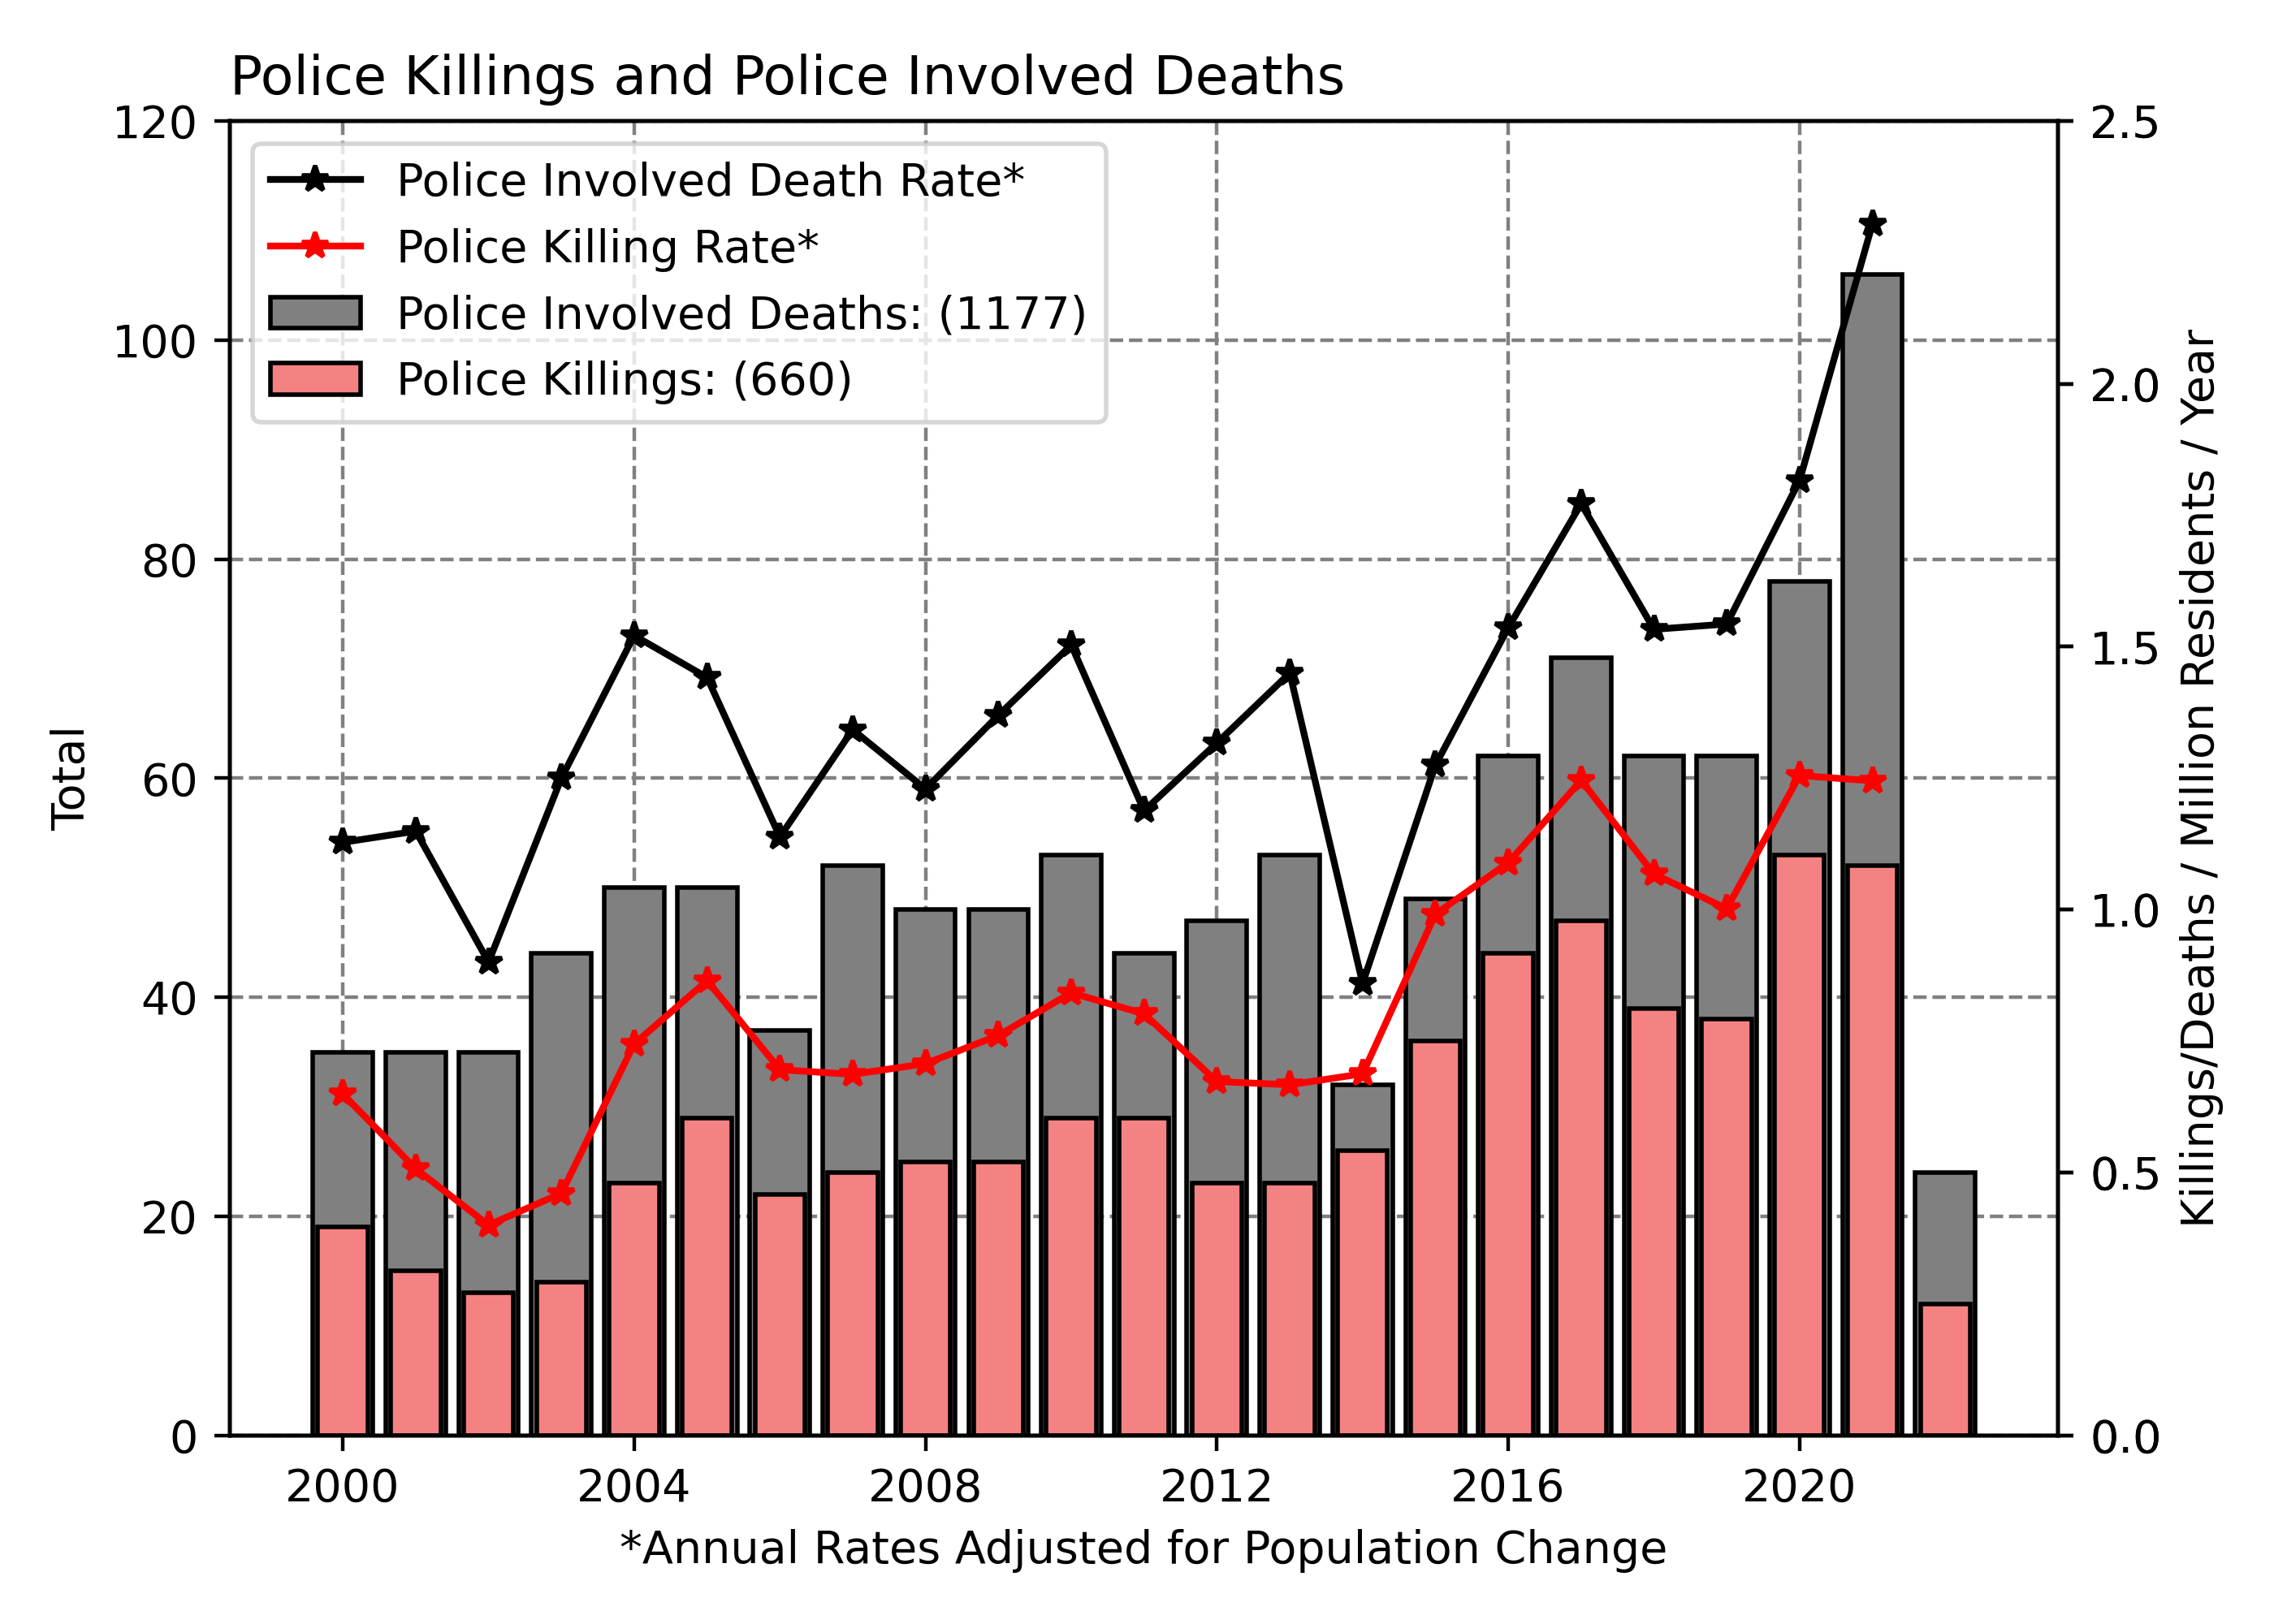 Police Killings and Police Involved Deaths
120
100
80
60
40
20
0
Total
Police Involved Death Rate*
Police Killing Rate*
Police Involved Deaths: (1177)
Police Killings: (660)
2.5
2.0
1.5
1.0
0.5
0.0
Killings/Deaths / Million Residents / Year
2000 2004 2008 2012 2016 2020
*Annual Rates Adjusted for Population Change